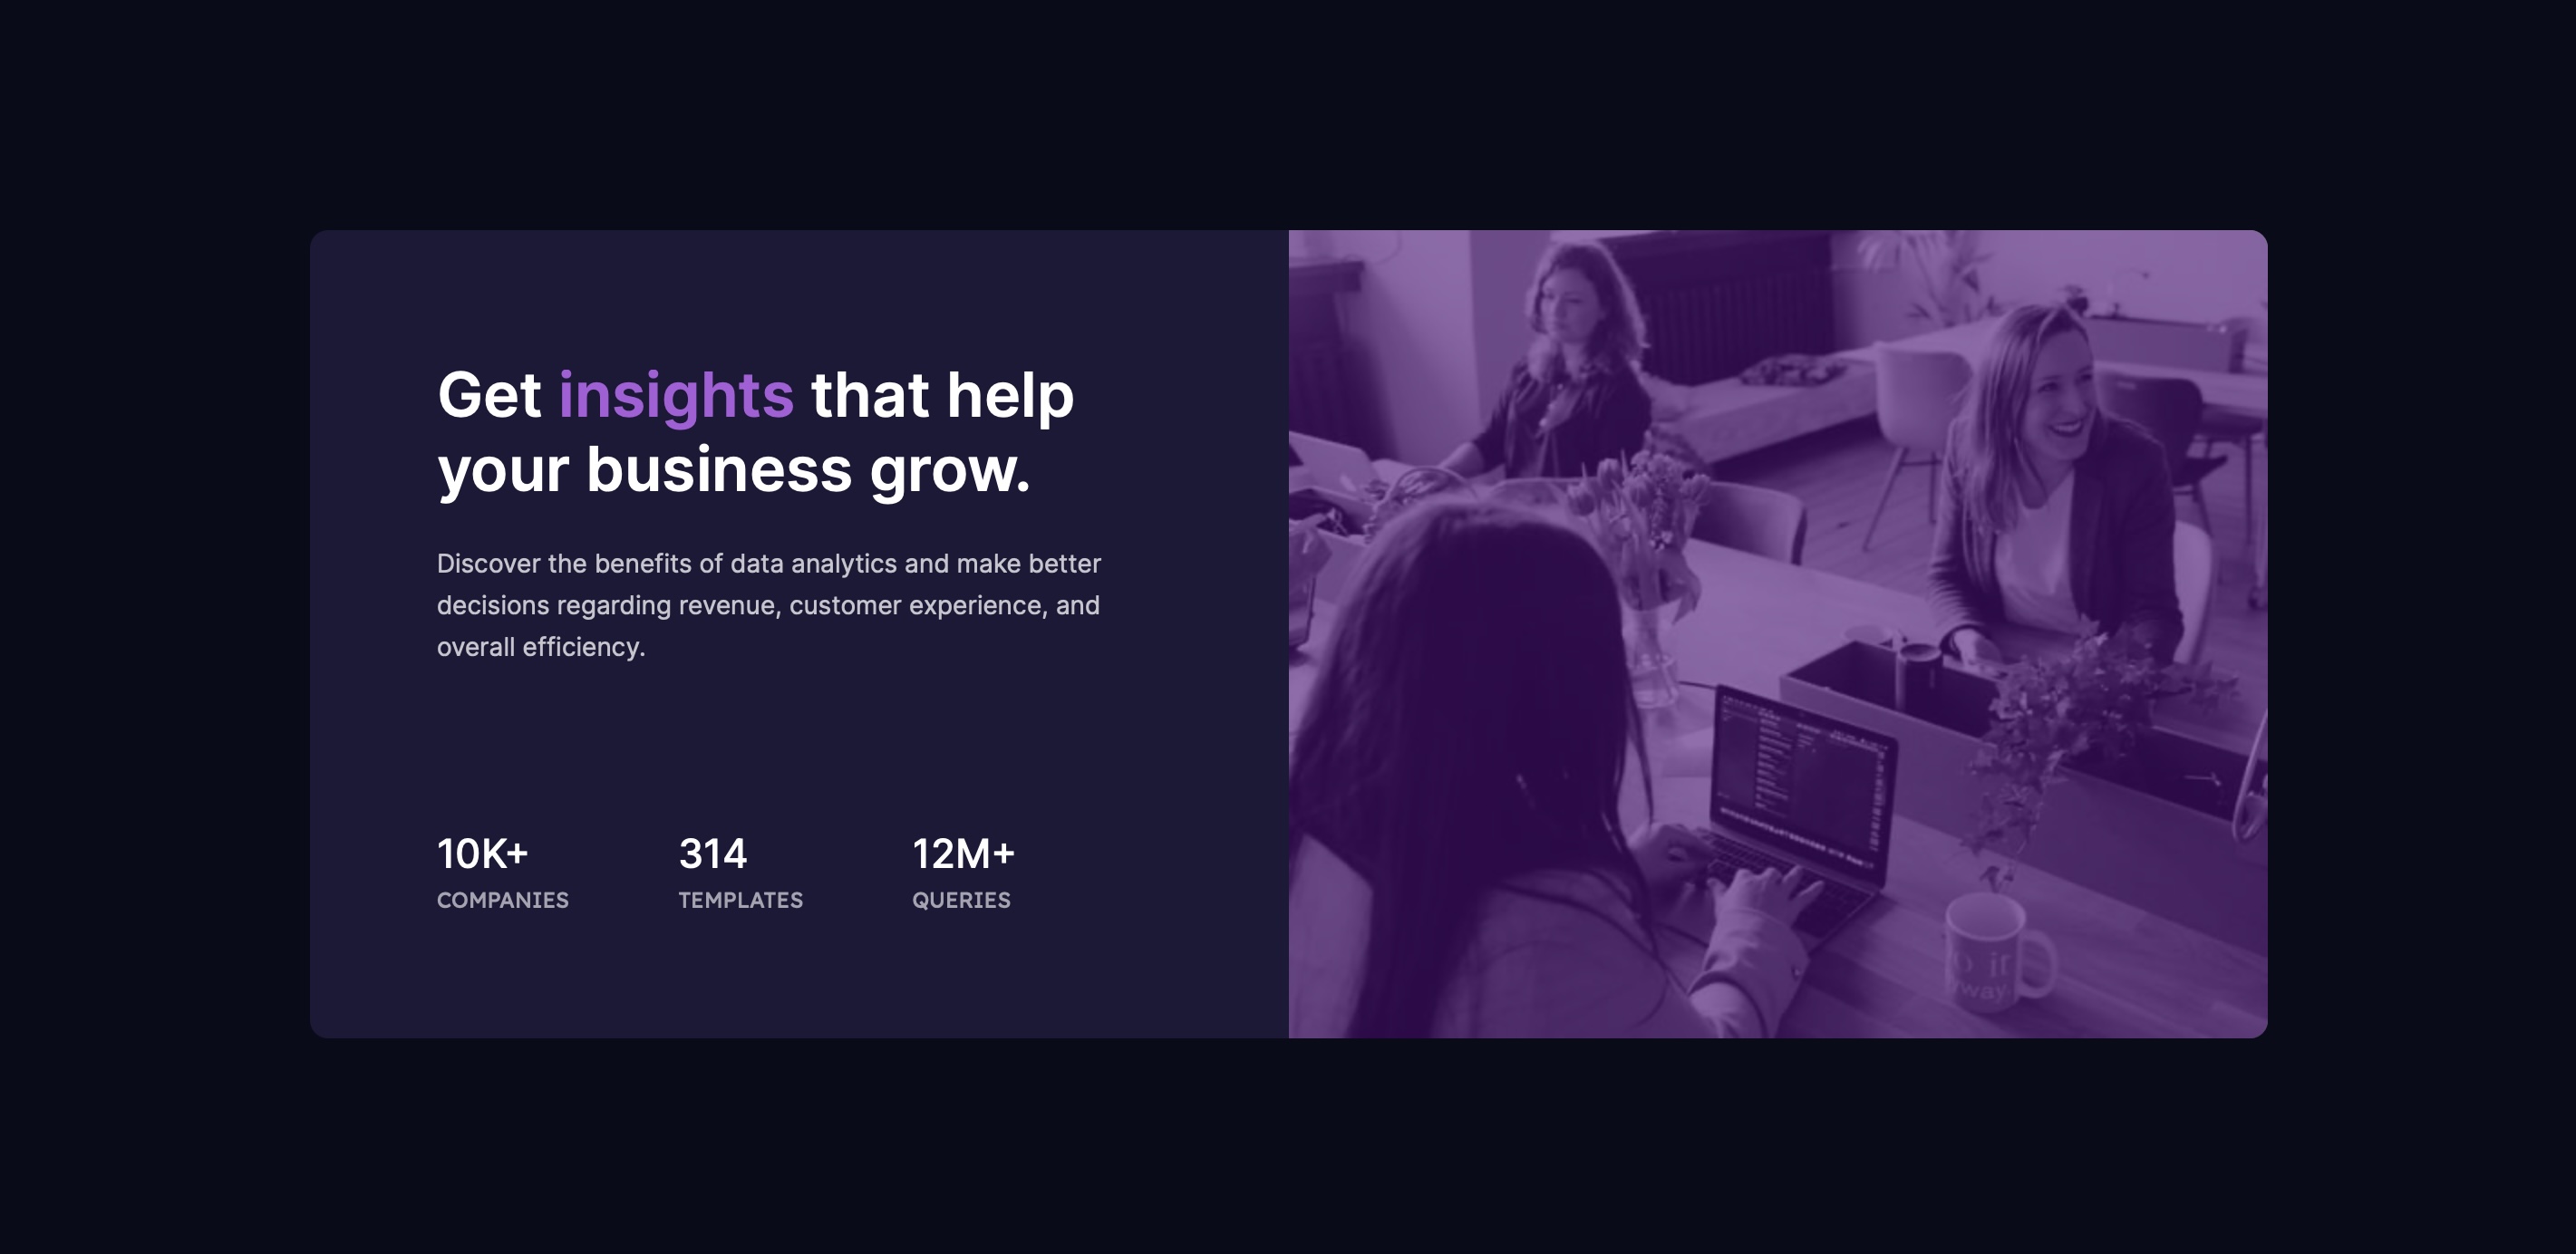 Get insights that help
your business grow.
Discover the benefits of data analytics and make better
decisions regarding revenue, customer experience, and
overall efficiency.
10K+
COMPANIES
314
TEMPLATES
12M+
QUERIES